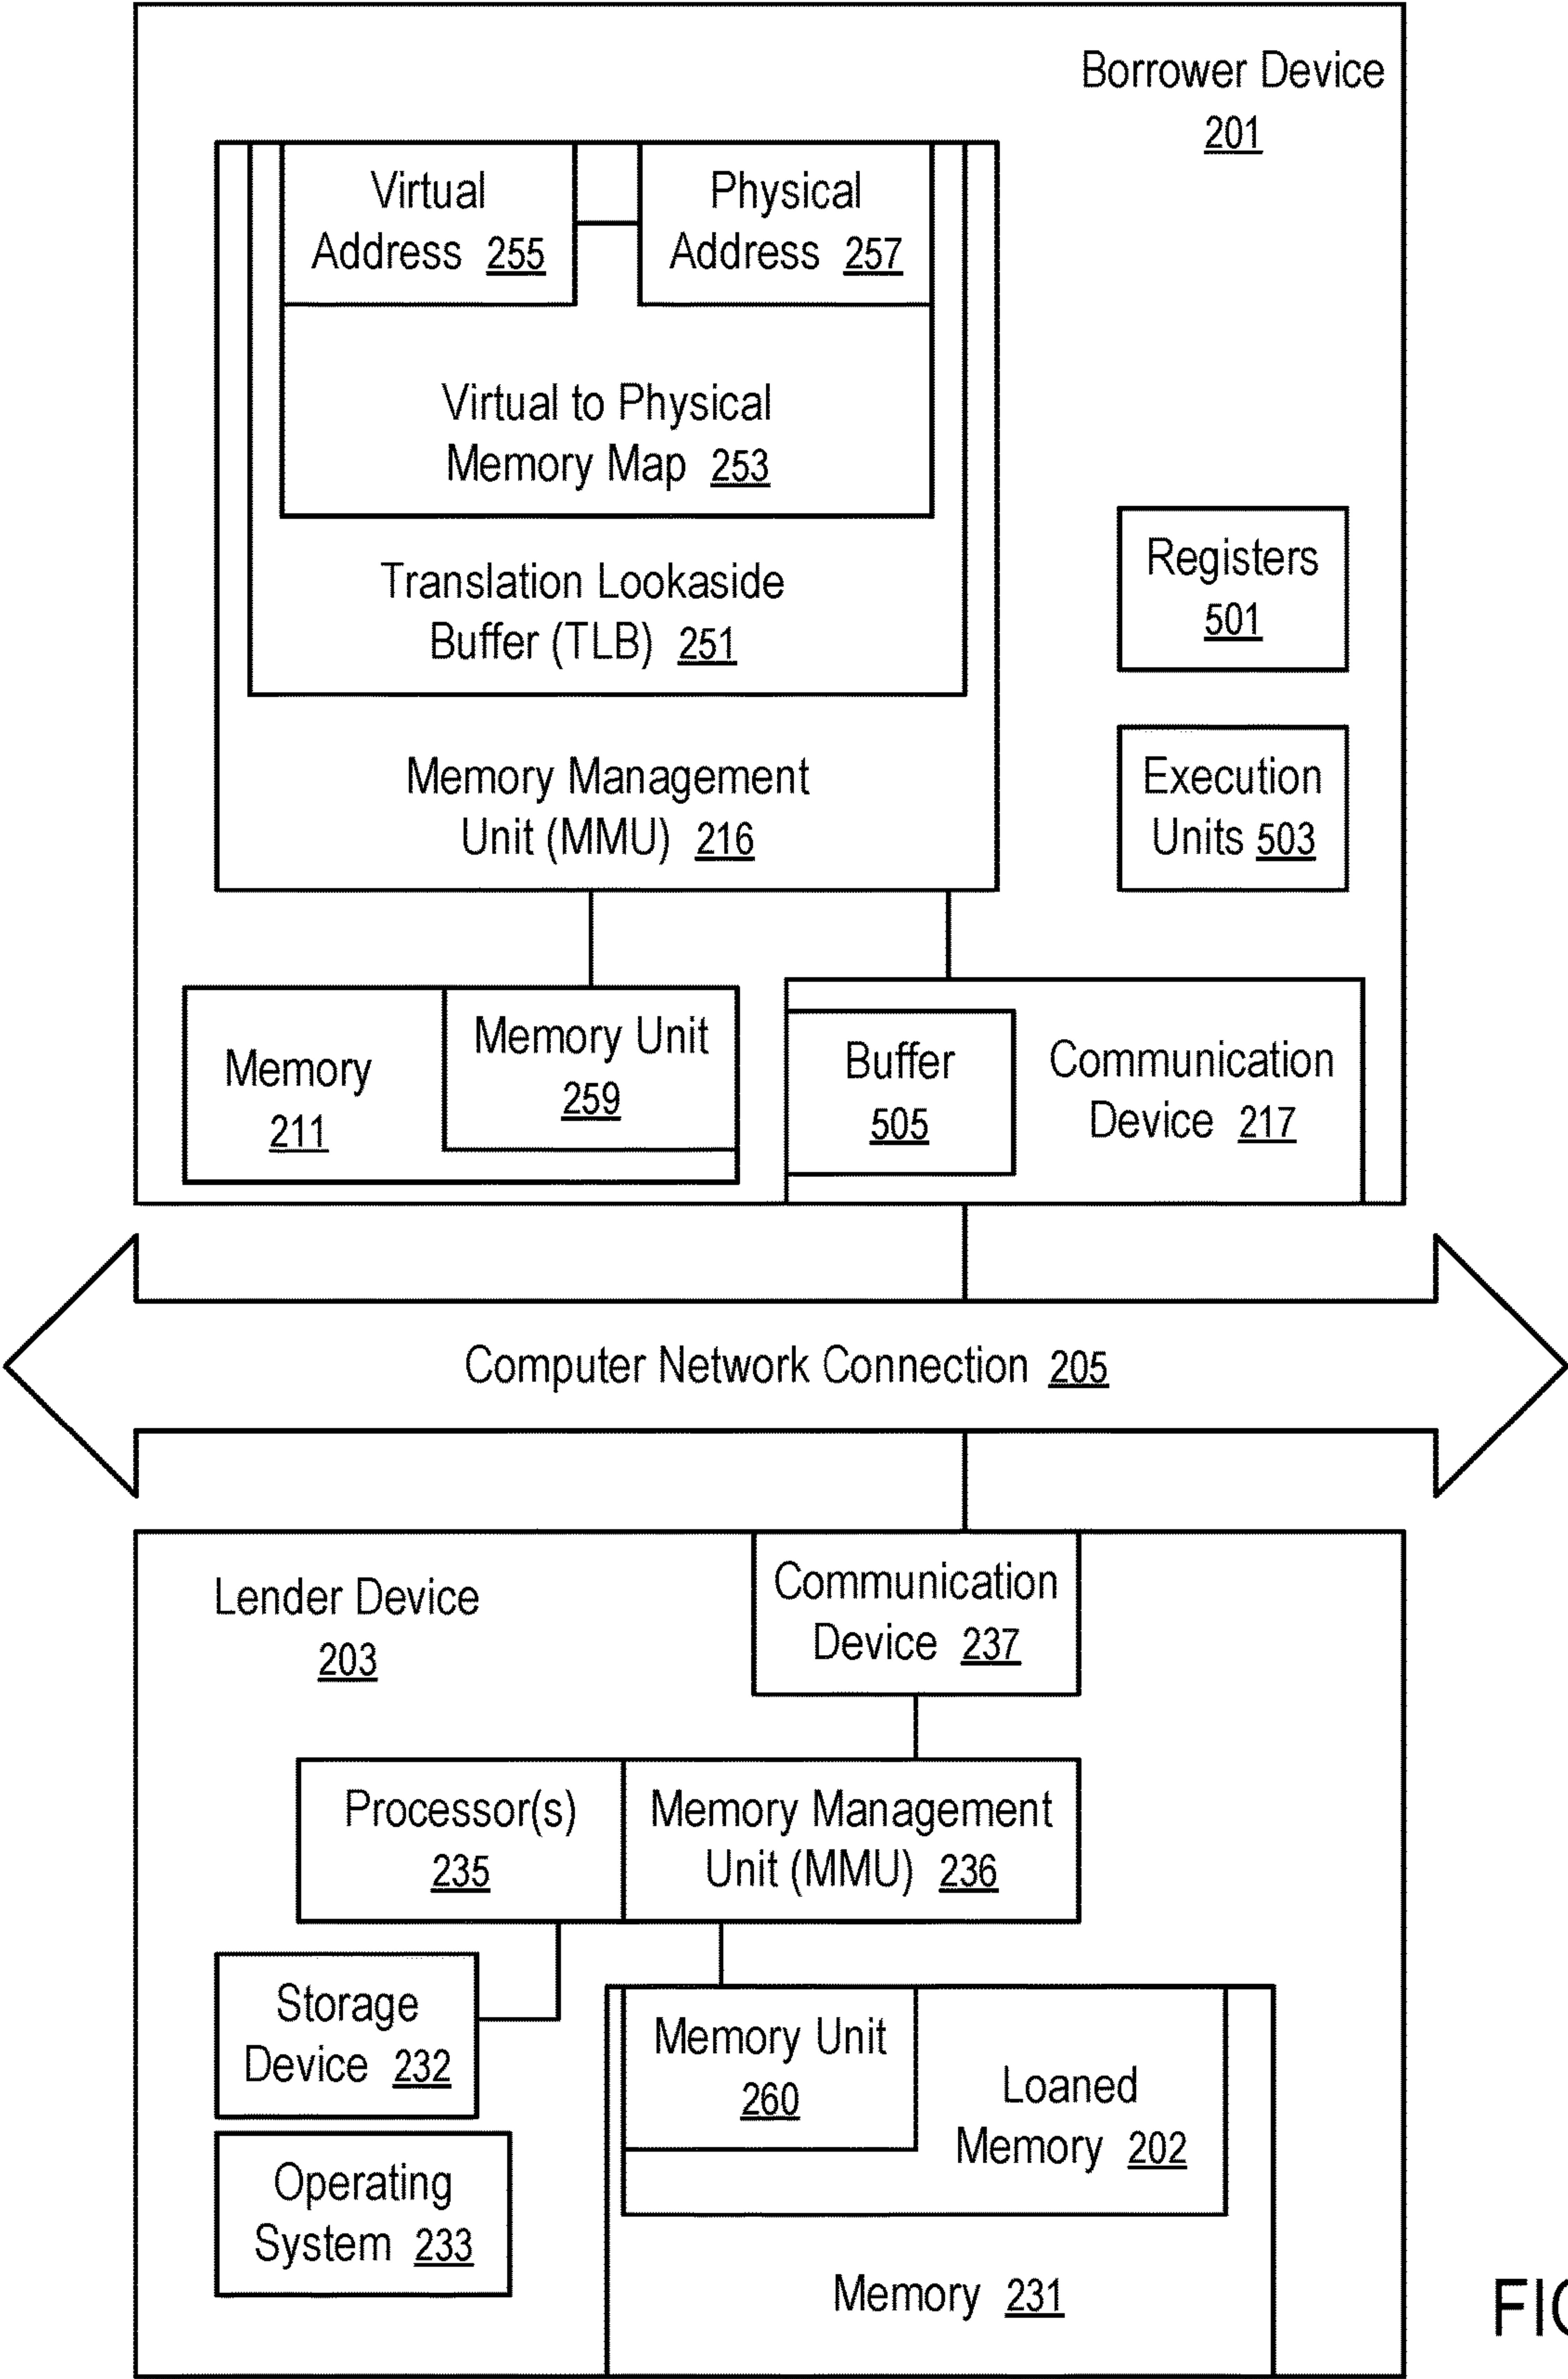 Borrower Device
201
Virtual
Address 255
Physical
Address 257
Virtual to Physical
Memory Map 253
Translation Lookaside
Buffer (TLB) 251
Registers
501
Memory Management
Unit (MMU) 216
Execution
Units 503
Memory
211
Memory Unit
259
Buffer
505
Communication
Device 217
Computer Network Connection 205
Lender Device
203
Communication
Device 237
Processor(s)
235
Memory Management
Unit (MMU) 236
Storage
Device 232
Memory Unit
260
Loaned
Memory 202
Operating
System 233
Memory 231